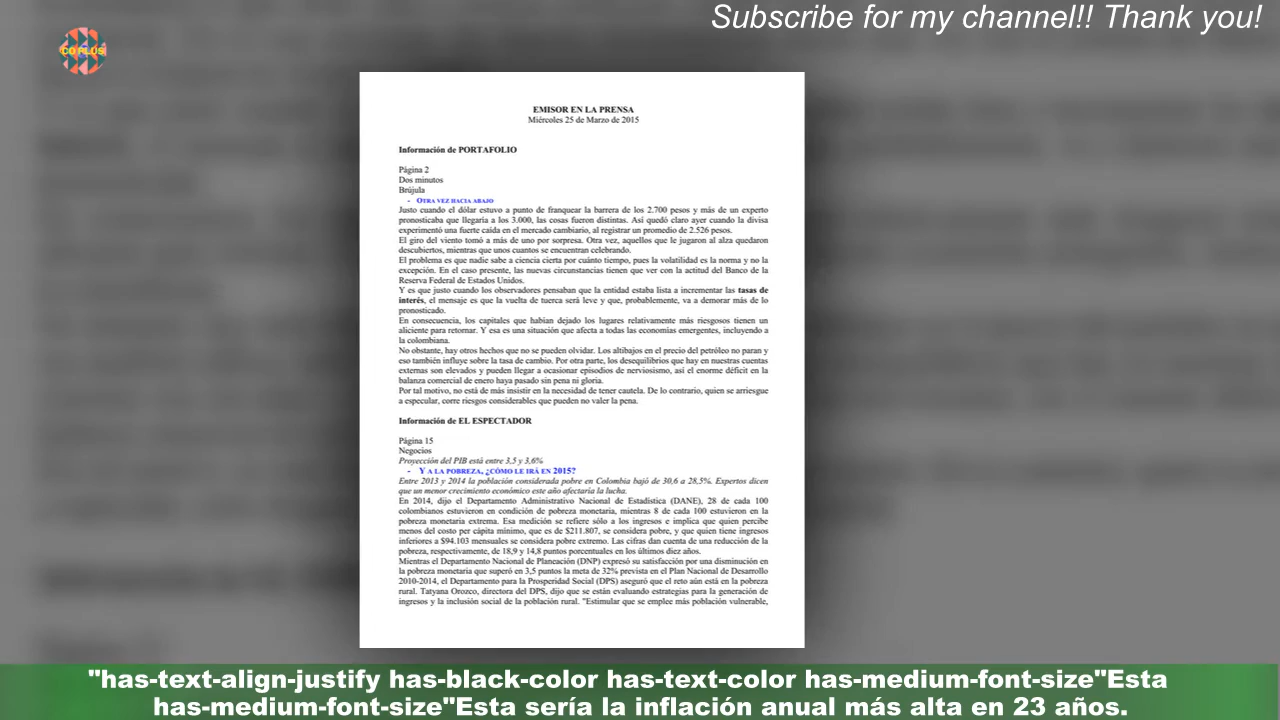 Subscribe for my channel!! Thank you!
CD PLUS
EMISOR EN LA PRENSA
Miércoles 25 de Marzo de 2015
Información de PORTAFOLIO
Página 2
Dos minutos
Brújula
- OTRA VEZ HACIA ABAJO
Justo cuando el dólar estuvo a punto de franquear la barrera de los 2.700 pesos y más de un experto
pronosticaba que llegaría a los 3.000, las cosas fueron distintas. Así quedó claro ayer cuando la divisa
experimentó una fuerte caída en el mercado cambiario, al registrar un promedio de 2.526 pesos.
El giro del viento tomó a más de uno por sorpresa. Otra vez, aquellos que le jugaron al alza quedaron
descubiertos, mientras que unos cuantos se encuentran celebrando.
El problema es que nadie sabe a ciencia cierta por cuánto tiempo, pues la volatilidad es la norma y no la
excepción. En el caso presente, las nuevas circunstancias tienen que ver con la actitud del Banco de la
Reserva Federal de Estados Unidos.
Y es que justo cuando los observadores pensaban que la entidad estaba lista a incrementar las tasas de
interés, el mensaje es que la vuelta de tuerca será leve y que, probablemente, va a demorar más de lo
pronosticado.
En consecuencia, los capitales que habían dejado los lugares relativamente más riesgosos tienen un
aliciente para retornar. Y esa es una situación que afecta a todas las economías emergentes, incluyendo a
la colombiana.
No obstante, hay otros hechos que no se pueden olvidar. Los altibajos en el precio del petróleo no paran y
eso también influye sobre la tasa de cambio. Por otra parte, los desequilibrios que hay en nuestras cuentas
externas son elevados y pueden llegar a ocasionar episodios de nerviosismo, así el enorme déficit en la
balanza comercial de enero haya pasado sin pena ni gloria.
Por tal motivo, no está de más insistir en la necesidad de tener cautela. De lo contrario, quien se arriesgue
a especular, corre riesgos considerables que pueden no valer la pena.
Información de EL ESPECTADOR
Página 15
Negocios
Proyección del PIB está entre 3,5 y 3,6%
- Y A LA POBREZA, ¿CÓMO LE IRÁ EN 2015?
Entre 2013 y 2014 la población considerada pobre en Colombia bajó de 30,6 a 28,5%. Expertos dicen
que un menor crecimiento económico este año afectaría la lucha.
En 2014, dijo el Departamento Administrativo Nacional de Estadística (DANE), 28 de cada 100
colombianos estuvieron en condición de pobreza monetaria, mientras 8 de cada 100 estuvieron en la
pobreza monetaria extrema. Esa medición se refiere sólo a los ingresos e implica que quien percibe
menos del costo per cápita mínimo, que es de $211.807, se considera pobre, y que quien tiene ingresos
inferiores a $94.103 mensuales se considera pobre extremo. Las cifras dan cuenta de una reducción de la
pobreza, respectivamente, de 18,9 y 14,8 puntos porcentuales en los últimos diez años.
Mientras el Departamento Nacional de Planeación (DNP) expresó su satisfacción por una disminución en
la pobreza monetaria que superó en 3,5 puntos la meta de 32% prevista en el Plan Nacional de Desarrollo
2010-2014, el Departamento para la Prosperidad Social (DPS) aseguró que el reto aún está en la pobreza
rural. Tatyana Orozco, directora del DPS, dijo que se están evaluando estrategias para la generación de
ingresos y la inclusión social de la población rural. "Estimular que se emplee más población vulnerable,
"has-text-align-justify has-black-color has-text-color has-medium-font-size"Esta
has-medium-font-size"Esta sería la inflación anual más alta en 23 años.